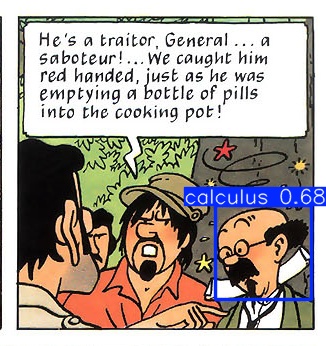 He's a traitor, General ... a
saboteur! ... We caught him
red handed, just as he was
emptying a bottle of pills
into the cooking pot!
calculus 0.68